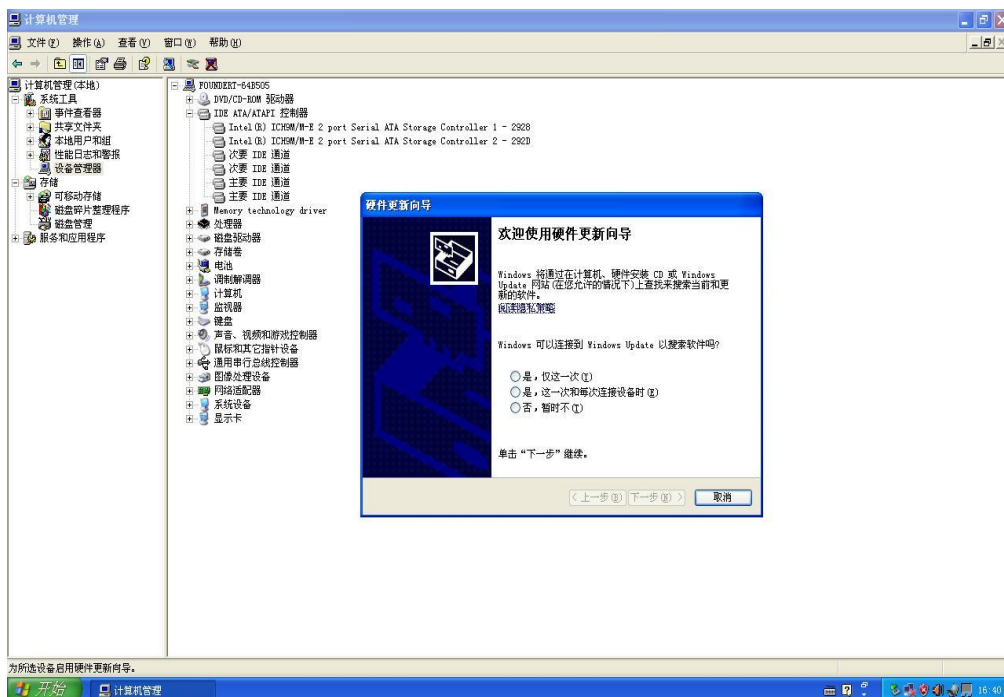 计算机管理
文件(F) 操作(A) 查看(V) 窗口(W) 帮助(H)
计算机管理(本地)
系统工具
事件查看器
共享文件夹
本地用户和组
性能日志和警报
设备管理器
存储
可移动存储
磁盘碎片整理程序
磁盘管理
服务和应用程序
FOUNDERT-64B505
DVD/CD-ROM 驱动器
IDE ATA/ATAPI 控制器
Intel(R) ICH9M/M-E 2 port Serial ATA Storage Controller 1 - 2928
Intel(R) ICH9M/M-E 2 port Serial ATA Storage Controller 2 - 292D
次要 IDE 通道
次要 IDE 通道
主要 IDE 通道
主要 IDE 通道
Memory technology driver
处理器
磁盘驱动器
存储卷
电池
调制解调器
计算机
监视器
键盘
声音、视频和游戏控制器
鼠标和其它指针设备
通用串行总线控制器
图像处理设备
网络适配器
系统设备
显示卡
硬件更新向导
欢迎使用硬件更新向导
Windows 将通过在计算机、硬件安装 CD 或 Windows
Update 网站(在您允许的情况下)上查找来搜索当前和更
新的软件。
阅读隐私策略
Windows 可以连接到 Windows Update 以搜索软件吗?
是，仅这一次(Y)
是，这一次和每次连接设备时(E)
否，暂时不(T)
单击“下一步”继续。
< 上一步(B) 下一步(N) > 取消
为所选设备启用硬件更新向导。
开始 计算机管理 16:40